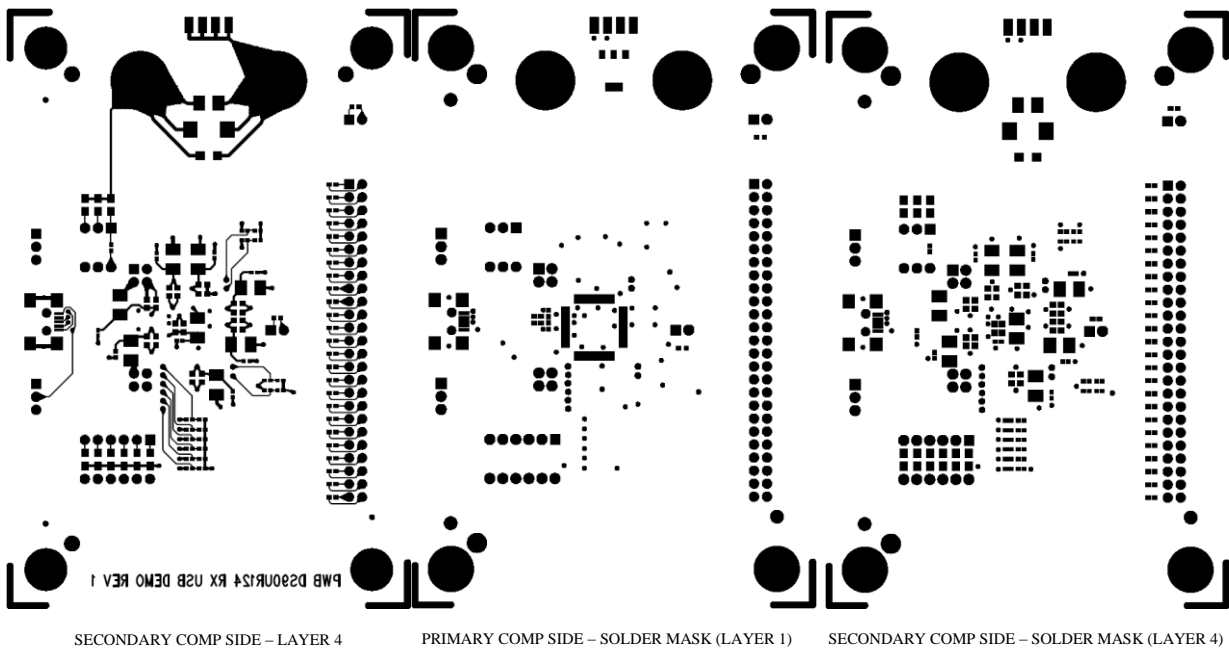 PWB DS90UR124 RX USB DEMO REV 1
SECONDARY COMP SIDE – LAYER 4
PRIMARY COMP SIDE – SOLDER MASK (LAYER 1)
SECONDARY COMP SIDE – SOLDER MASK (LAYER 4)